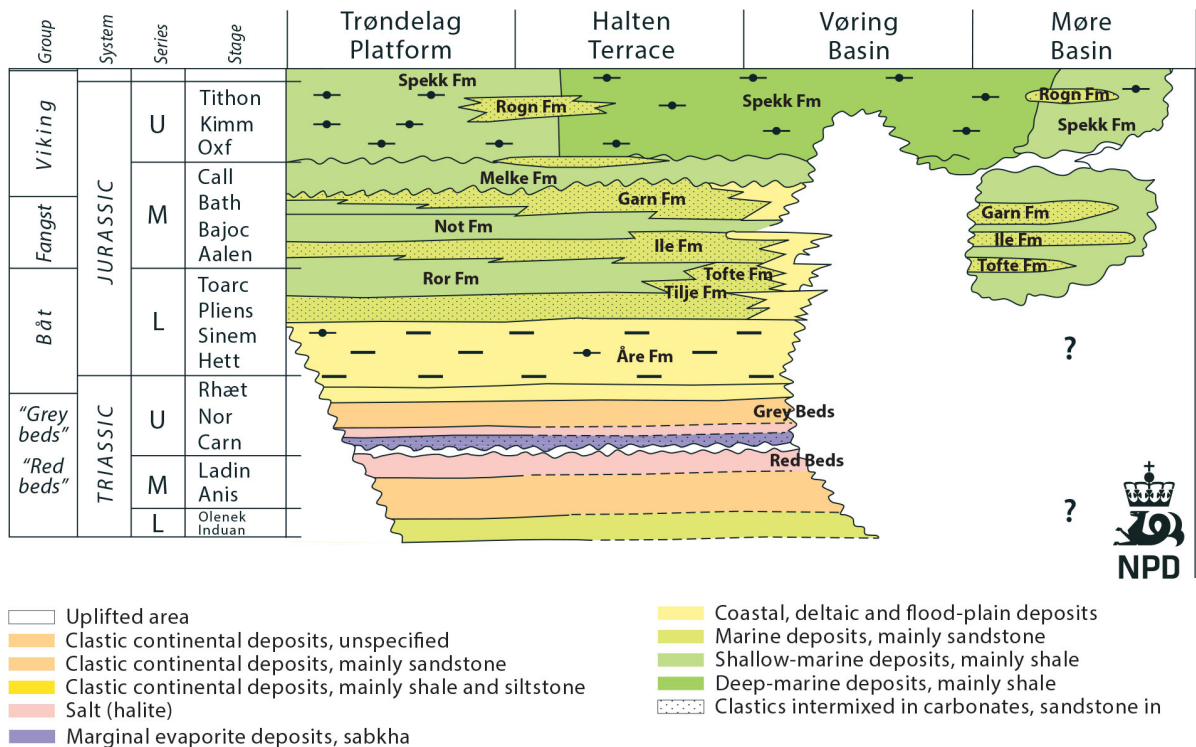 Group
System
Series
Stage
Trøndelag
Platform
Halten
Terrace
Vøring
Basin
Møre
Basin
Viking
Fangst
Båt
"Grey
beds"
"Red
beds"
JURASSIC
TRIASSIC
U
M
L
U
M
L
Tithon
Kimm
Oxf
Call
Bath
Bajoc
Aalen
Toarc
Pliens
Sinem
Hett
Rhæt
Nor
Carn
Ladin
Anis
Olenek
Induan
Spekk Fm
Rogn Fm
Spekk Fm
Rogn Fm
Spekk Fm
Melke Fm
Garn Fm
Not Fm
Ile Fm
Ror Fm
Tofte Fm
Tilje Fm
Åre Fm
Grey Beds
Red Beds
Garn Fm
Ile Fm
Tofte Fm
?
?
NPD
Uplifted area
Clastic continental deposits, unspecified
Clastic continental deposits, mainly sandstone
Clastic continental deposits, mainly shale and siltstone
Salt (halite)
Marginal evaporite deposits, sabkha
Coastal, deltaic and flood-plain deposits
Marine deposits, mainly sandstone
Shallow-marine deposits, mainly shale
Deep-marine deposits, mainly shale
Clastics intermixed in carbonates, sandstone in